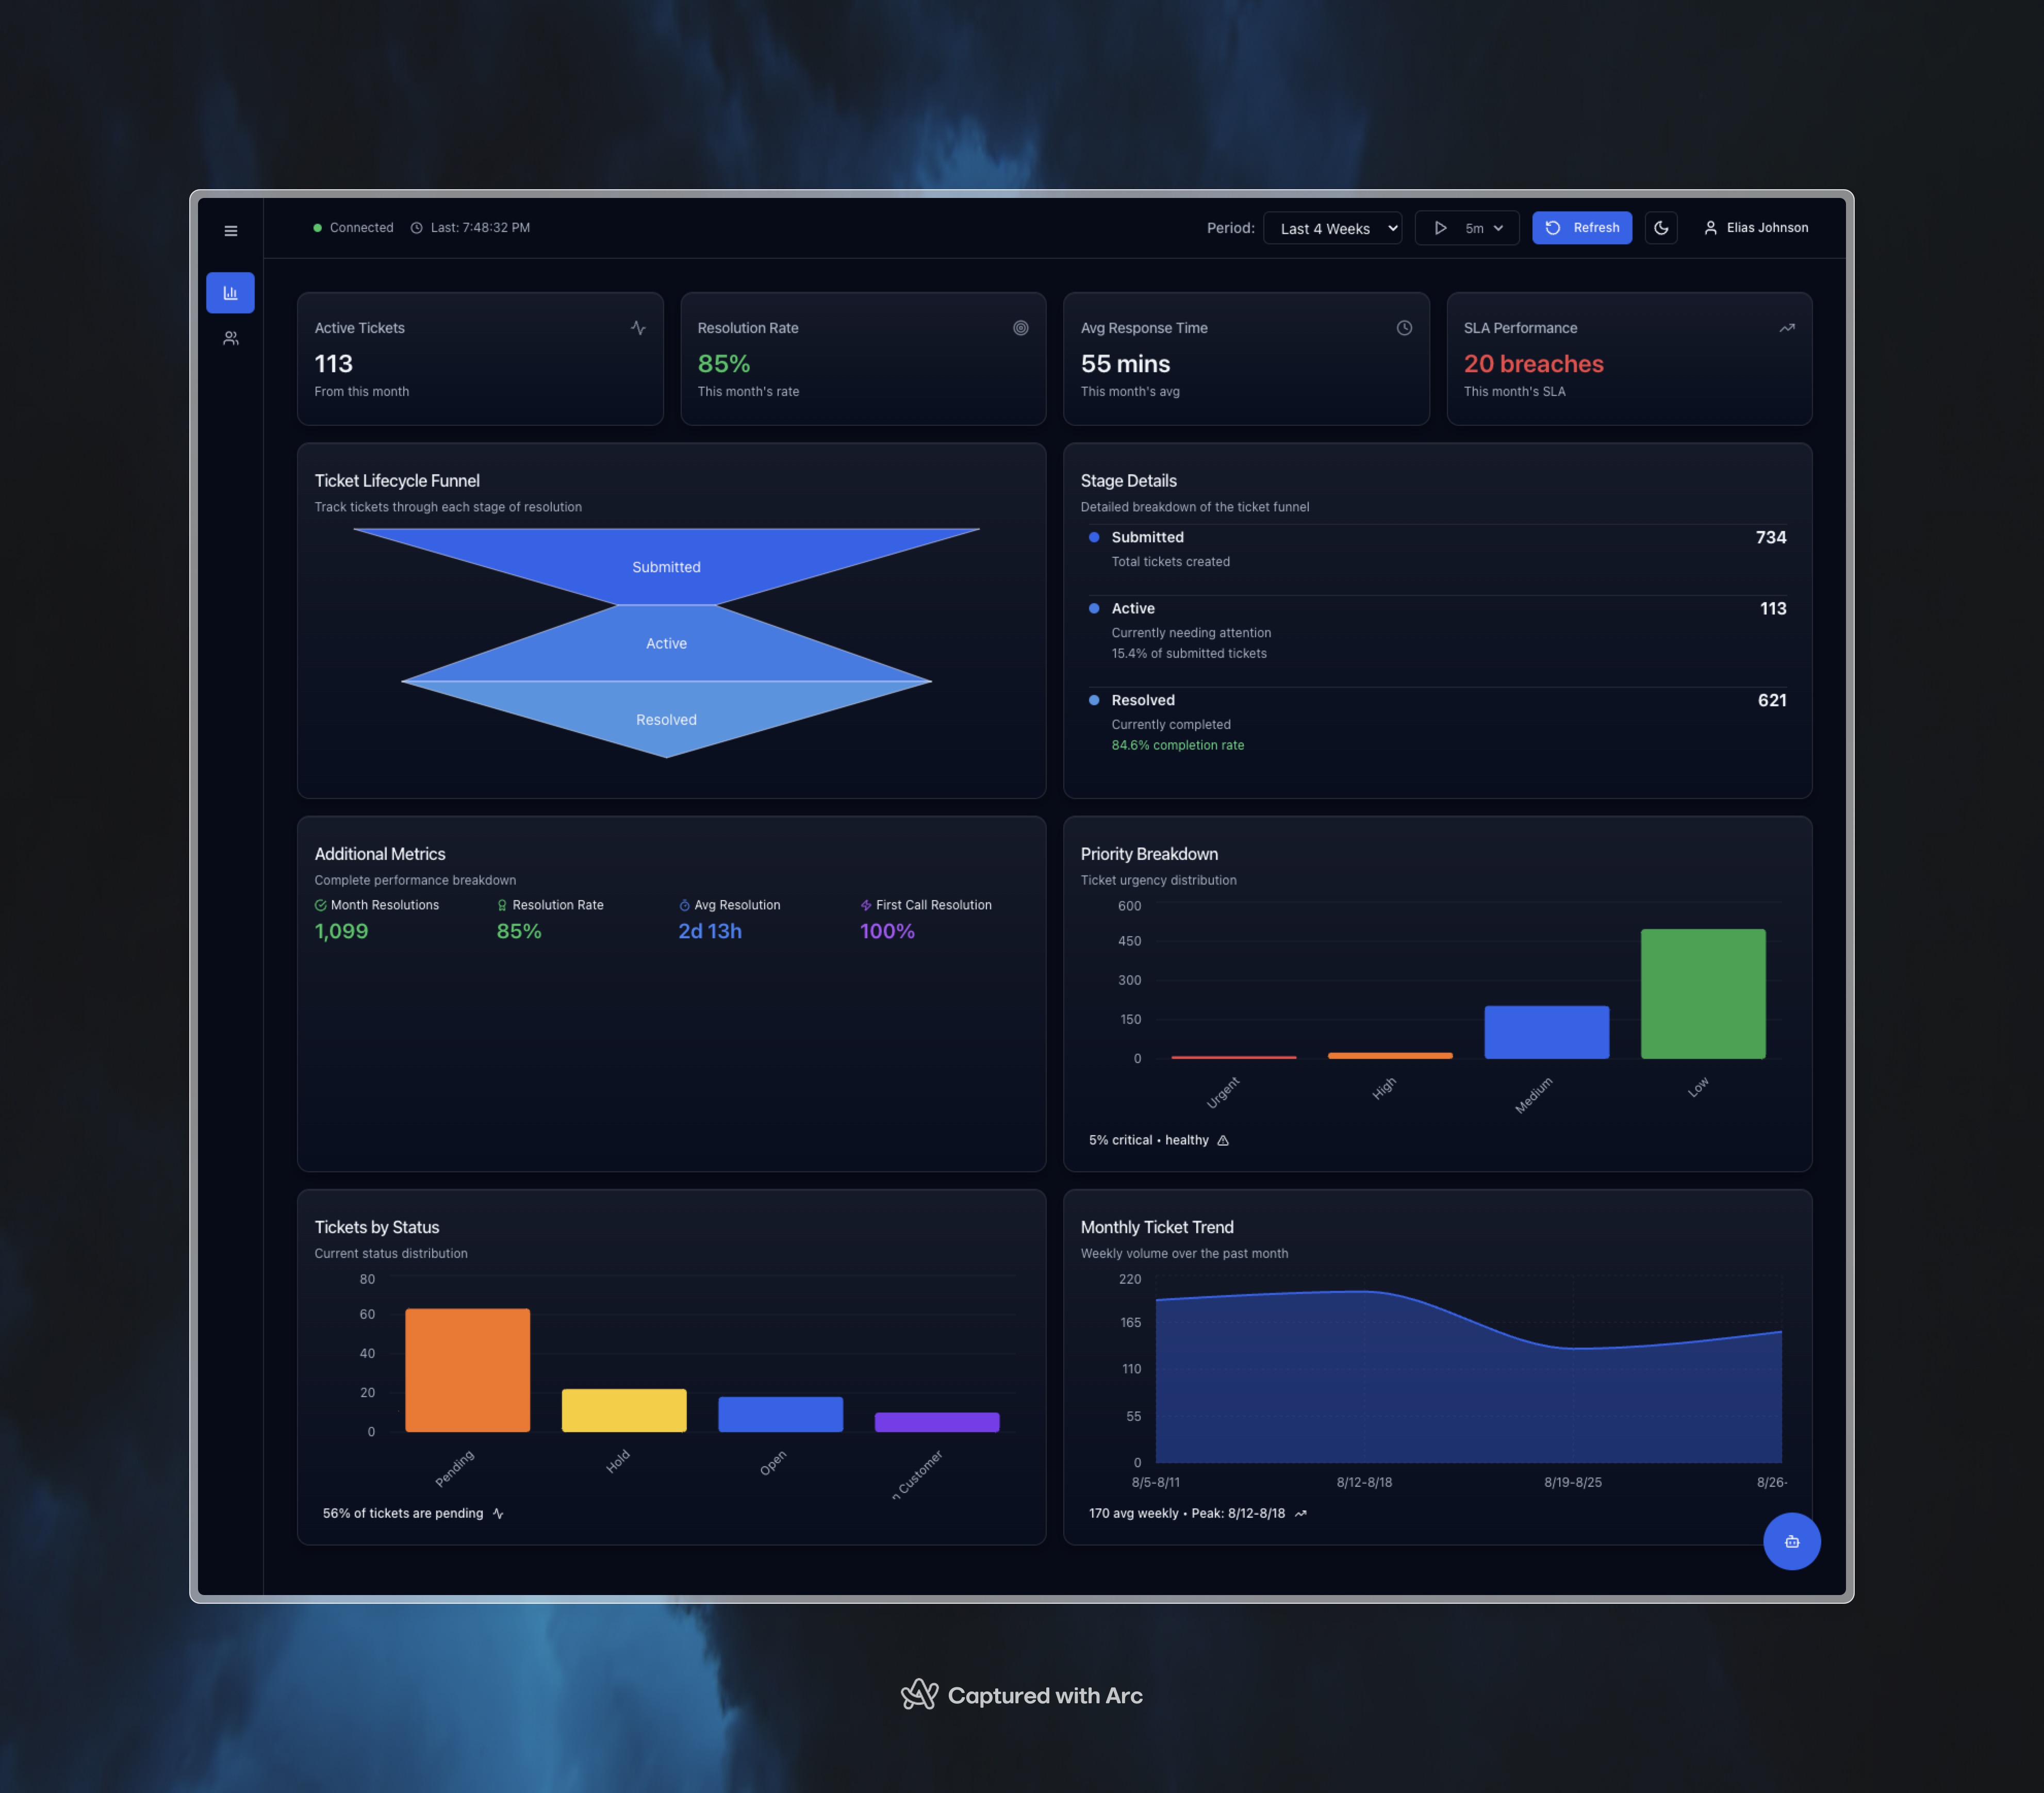 Connected
Last: 7:48:32 PM
Period:
Last 4 Weeks
5m
Refresh
Elias Johnson
Active Tickets
113
From this month
Resolution Rate
85%
This month's rate
Avg Response Time
55 mins
This month's avg
SLA Performance
20 breaches
This month's SLA
Ticket Lifecycle Funnel
Track tickets through each stage of resolution
Submitted
Active
Resolved
Stage Details
Detailed breakdown of the ticket funnel
Submitted
734
Total tickets created
Active
113
Currently needing attention
15.4% of submitted tickets
Resolved
621
Currently completed
84.6% completion rate
Additional Metrics
Complete performance breakdown
Month Resolutions
1,099
Resolution Rate
85%
Avg Resolution
2d 13h
First Call Resolution
100%
Priority Breakdown
Ticket urgency distribution
600
450
300
150
0
Urgent
High
Medium
Low
5% critical • healthy
Tickets by Status
Current status distribution
80
60
40
20
0
Pending
Hold
Open
n Customer
56% of tickets are pending
Monthly Ticket Trend
Weekly volume over the past month
220
165
110
55
0
8/5-8/11
8/12-8/18
8/19-8/25
8/26-
170 avg weekly • Peak: 8/12-8/18
Captured with Arc